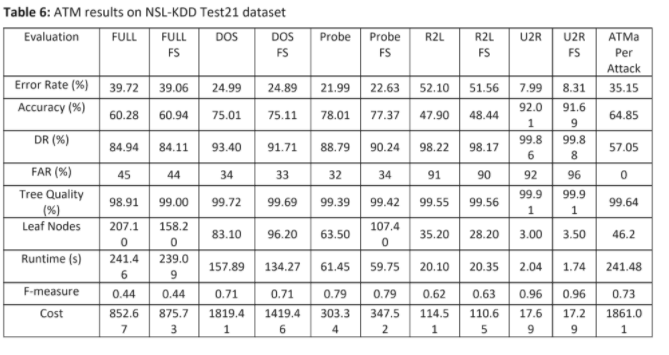 Table 6: ATM results on NSL-KDD Test21 dataset
Evaluation FULL FULL FS DOS DOS FS Probe Probe FS R2L R2L FS U2R U2R FS ATMa Per Attack
Error Rate (%) 39.72 39.06 24.99 24.89 21.99 22.63 52.10 51.56 7.99 8.31 35.15
Accuracy (%) 60.28 60.94 75.01 75.11 78.01 77.37 47.90 48.44 92.01 91.69 64.85
DR (%) 84.94 84.11 93.40 91.71 88.79 90.24 98.22 98.17 99.86 99.88 57.05
FAR (%) 45 44 34 33 32 34 91 90 92 96 0
Tree Quality (%) 98.91 99.00 99.72 99.69 99.39 99.42 99.55 99.56 99.91 99.91 99.64
Leaf Nodes 207.10 158.20 83.10 96.20 63.50 107.40 35.20 28.20 3.00 3.50 46.2
Runtime (s) 241.46 239.09 157.89 134.27 61.45 59.75 20.10 20.35 2.04 1.74 241.48
F-measure 0.44 0.44 0.71 0.71 0.79 0.79 0.62 0.63 0.96 0.96 0.73
Cost 852.67 875.73 1819.41 1419.46 303.34 347.52 114.51 110.65 17.69 17.29 1861.01